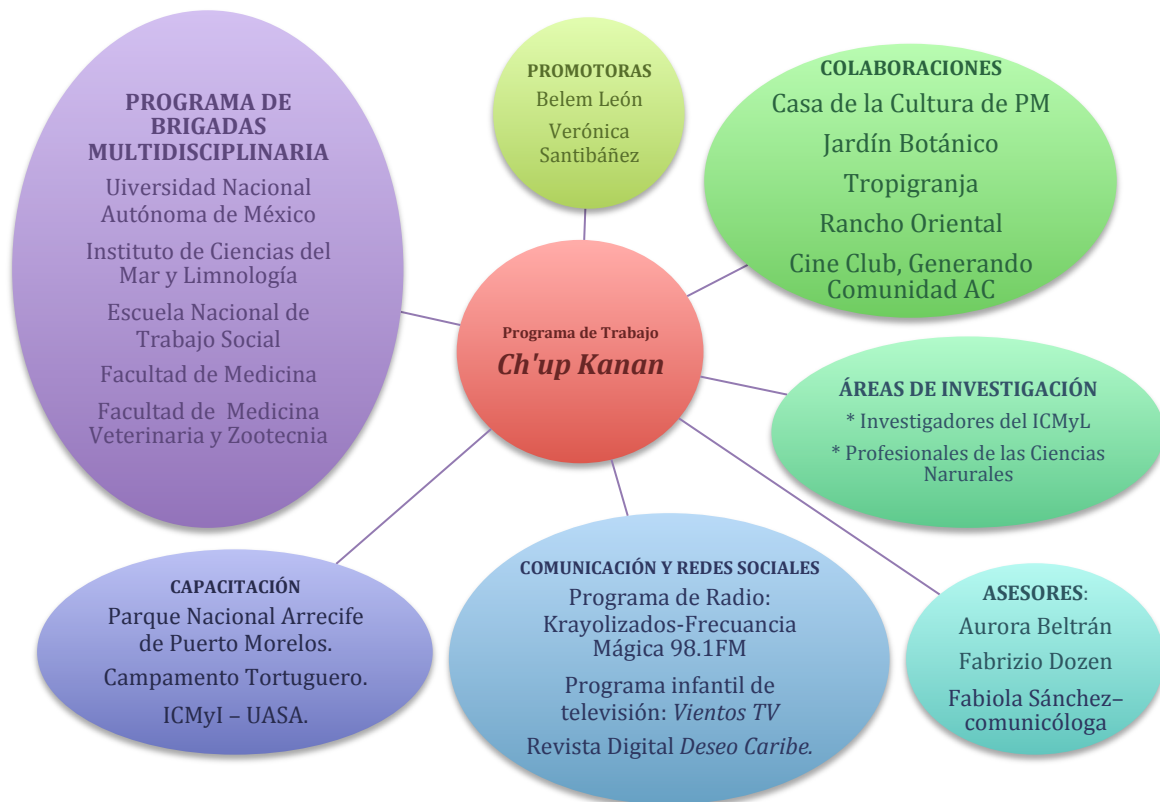 PROGRAMA DE
BRIGADAS
MULTIDISCIPLINARIA
Uiversidad Nacional
Autónoma de México
Instituto de Ciencias del
Mar y Limnología
Escuela Nacional de
Trabajo Social
Facultad de Medicina
Facultad de Medicina
Veterinaria y Zootecnia
PROMOTORAS
Belem León
Verónica
Santibáñez
COLABORACIONES
Casa de la Cultura de PM
Jardín Botánico
Tropigranja
Rancho Oriental
Cine Club, Generando
Comunidad AC
Programa de Trabajo
Ch'up Kanan
ÁREAS DE INVESTIGACIÓN
* Investigadores del ICMyL
* Profesionales de las Ciencias
Narurales
CAPACITACIÓN
Parque Nacional Arrecife
de Puerto Morelos.
Campamento Tortuguero.
ICMyI – UASA.
COMUNICACIÓN Y REDES SOCIALES
Programa de Radio:
Krayolizados-Frecuancia
Mágica 98.1FM
Programa infantil de
televisión: Vientos TV
Revista Digital Deseo Caribe.
ASESORES:
Aurora Beltrán
Fabrizio Dozen
Fabiola Sánchez–
comunicóloga